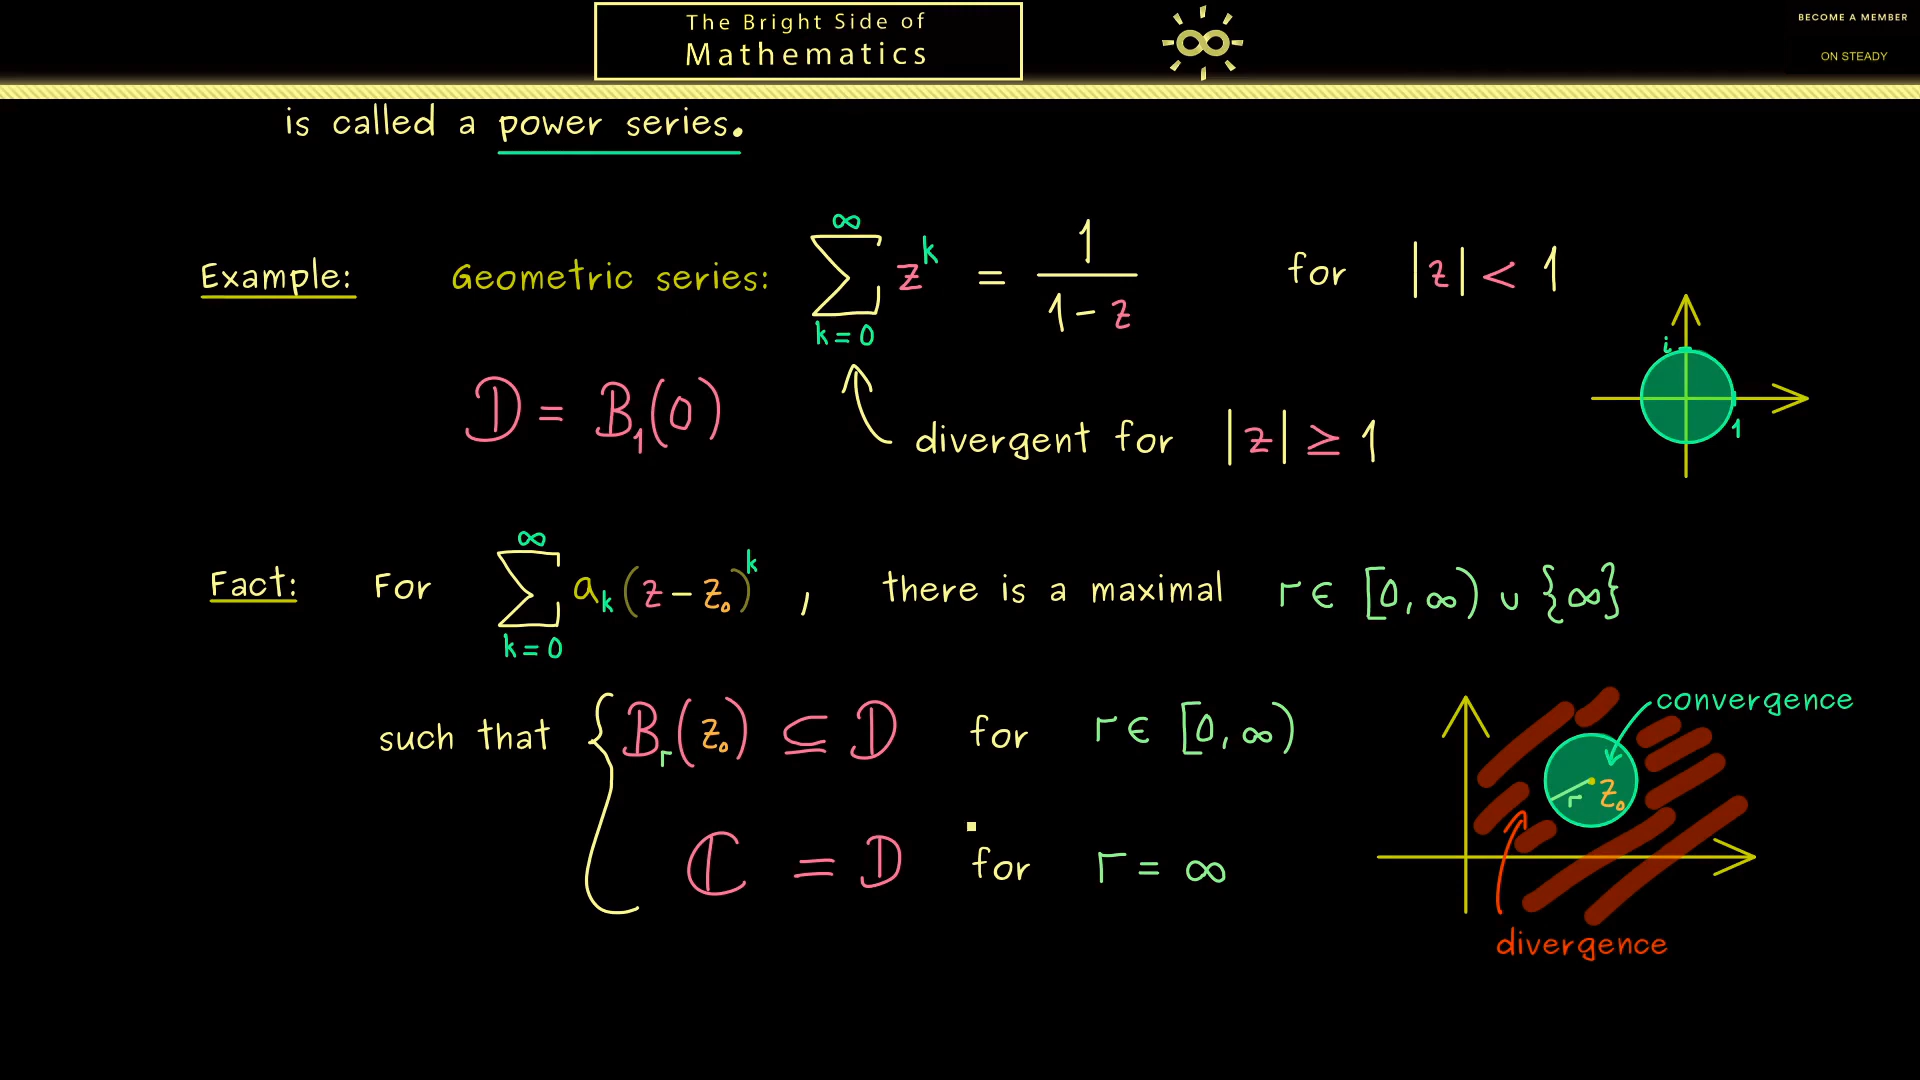 The Bright Side of
Mathematics
BECOME A MEMBER
ON STEADY
is called a power series.
Example: Geometric series: ∑_{k=0}^{∞} z^k = 1/(1-z) for |z| < 1
i
1
D = B_1(0)
divergent for |z| ≥ 1
Fact: For ∑_{k=0}^{∞} a_k (z - z_0)^k , there is a maximal r ∈ [0, ∞) ∪ {∞}
such that { B_r(z_0) ⊆ D for r ∈ [0, ∞)
ℂ = D for r = ∞
convergence
r z_0
divergence